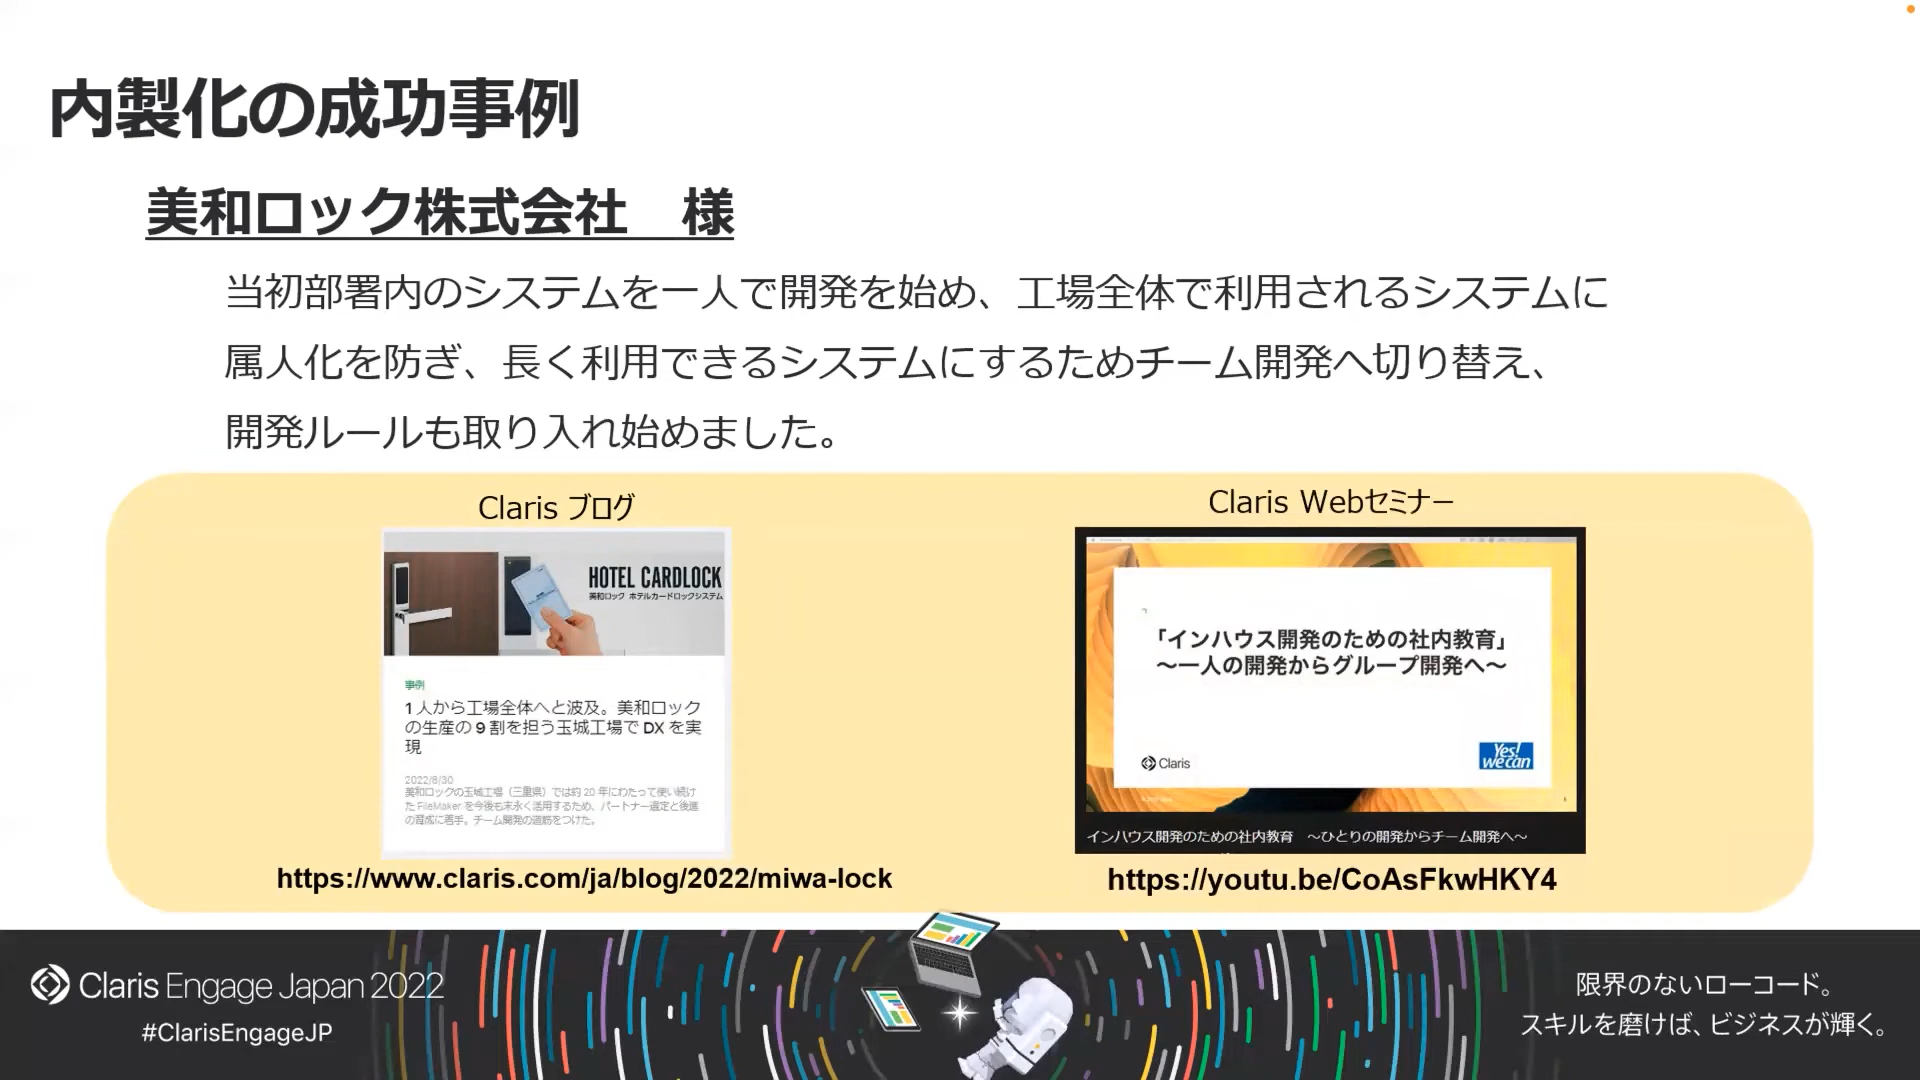 内製化の成功事例
美和ロック株式会社　様
当初部署内のシステムを一人で開発を始め、工場全体で利用されるシステムに
属人化を防ぎ、長く利用できるシステムにするためチーム開発へ切り替え、
開発ルールも取り入れ始めました。
Claris ブログ
HOTEL CARDLOCK
美和ロック ホテルカードロックシステム
事例
1 人から工場全体へと波及。美和ロック
の生産の 9 割を担う玉城工場で DX を実
現
2022/6/30
美和ロックの玉城工場（三重県）では約 20 年にわたって使い続け
た FileMaker を今後も末永く活用するため、パートナー選定と後進
の育成に着手。チーム開発の道筋をつけた。
https://www.claris.com/ja/blog/2022/miwa-lock
Claris Webセミナー
「インハウス開発のための社内教育」
～一人の開発からグループ開発へ～
Claris
Yes!
we can
インハウス開発のための社内教育　～ひとりの開発からチーム開発へ～
https://youtu.be/CoAsFkwHKY4
Claris Engage Japan 2022
#ClarisEngageJP
限界のないローコード。
スキルを磨けば、ビジネスが輝く。